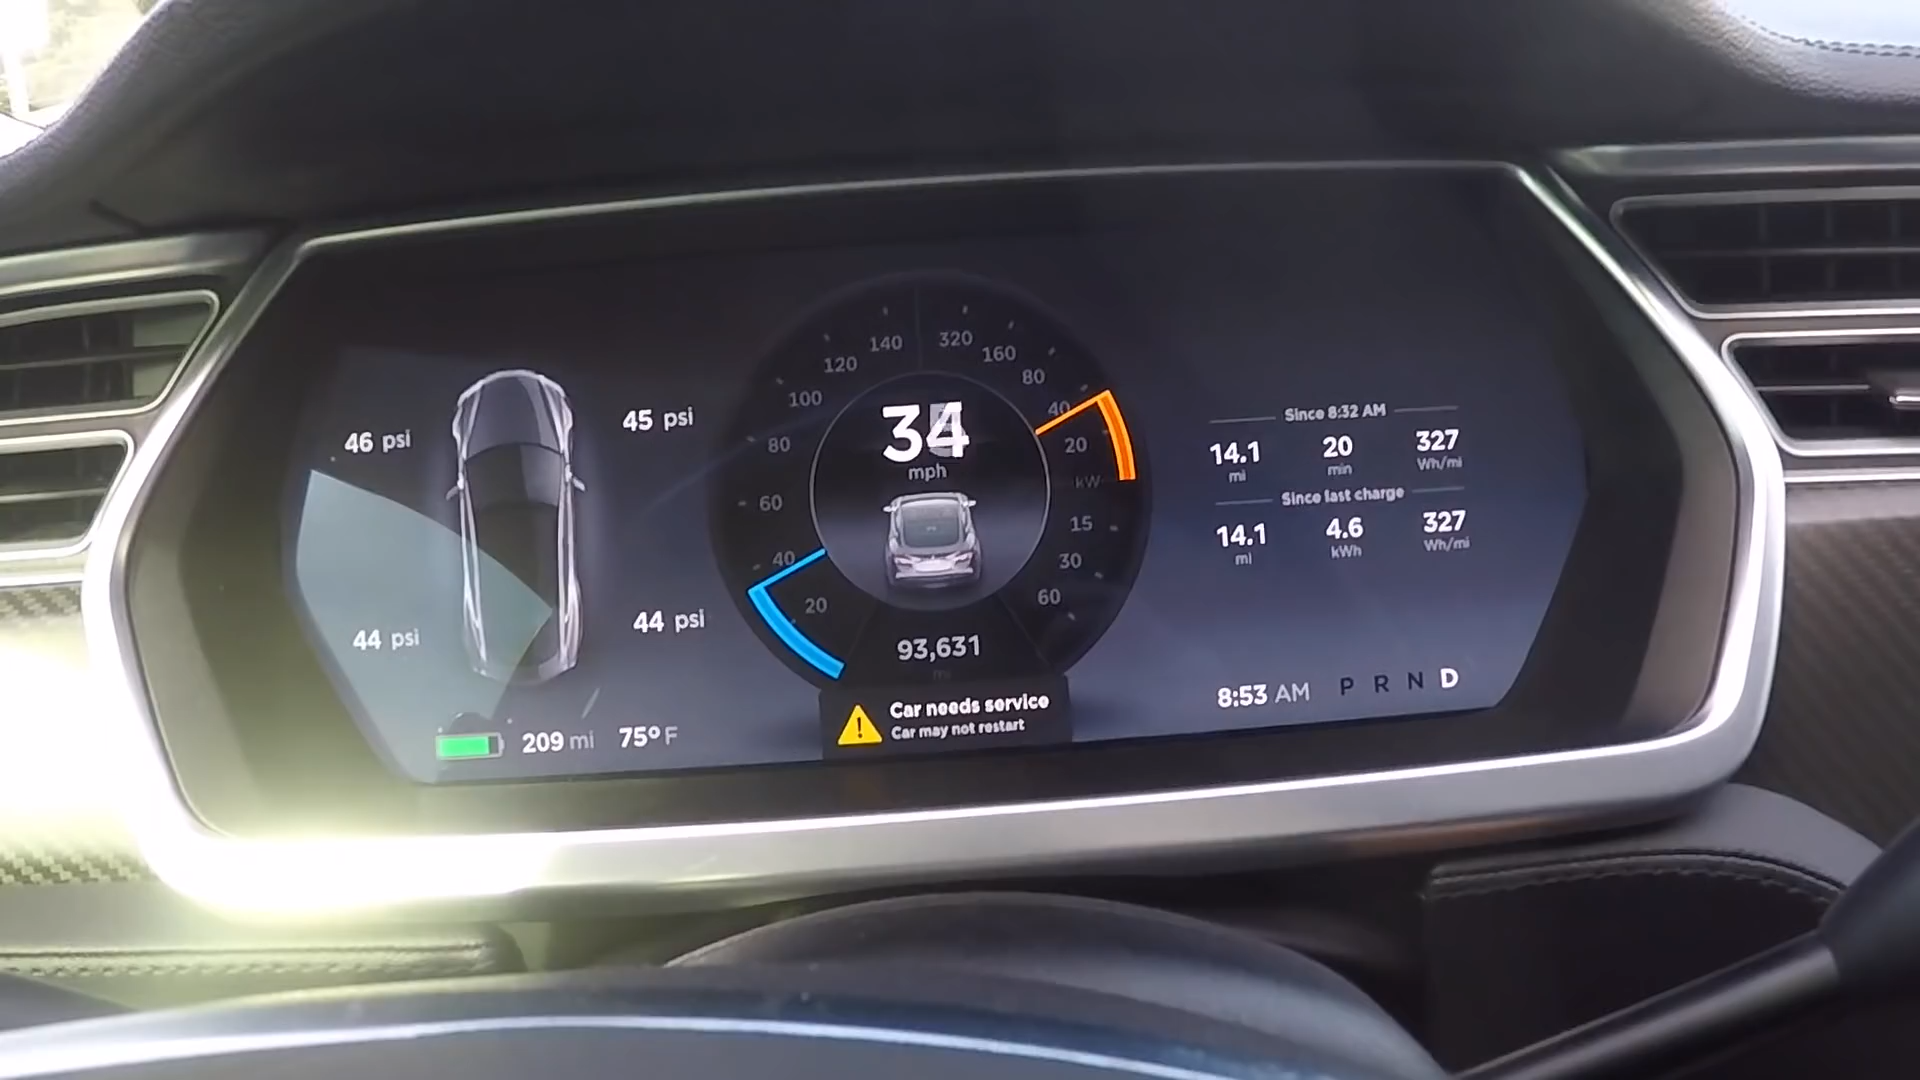 46 psi
45 psi
44 psi
44 psi
209 mi
75° F
140
320
120
160
100
80
80
40
20
60
kW
40
15
20
30
60
mph
93,631
mi
Car needs service
Car may not restart
Since 8:32 AM
14.1 20 327
mi min Wh/mi
Since last charge
14.1 4.6 327
mi kWh Wh/mi
8:53 AM P R N D